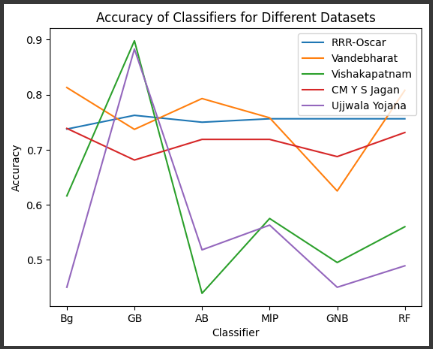 Accuracy of Classifiers for Different Datasets
RRR-Oscar
Vandebharat
Vishakapatnam
CM Y S Jagan
Ujjwala Yojana
0.9
0.8
0.7
0.6
0.5
Accuracy
Bg GB AB MIP GNB RF
Classifier